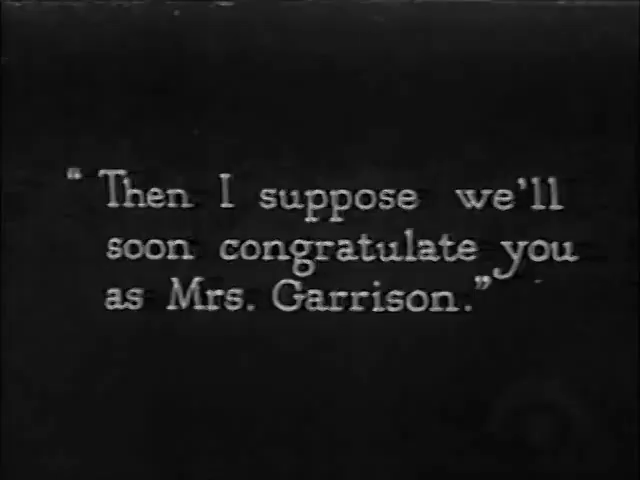 “Then I suppose we'll
soon congratulate you
as Mrs. Garrison.”